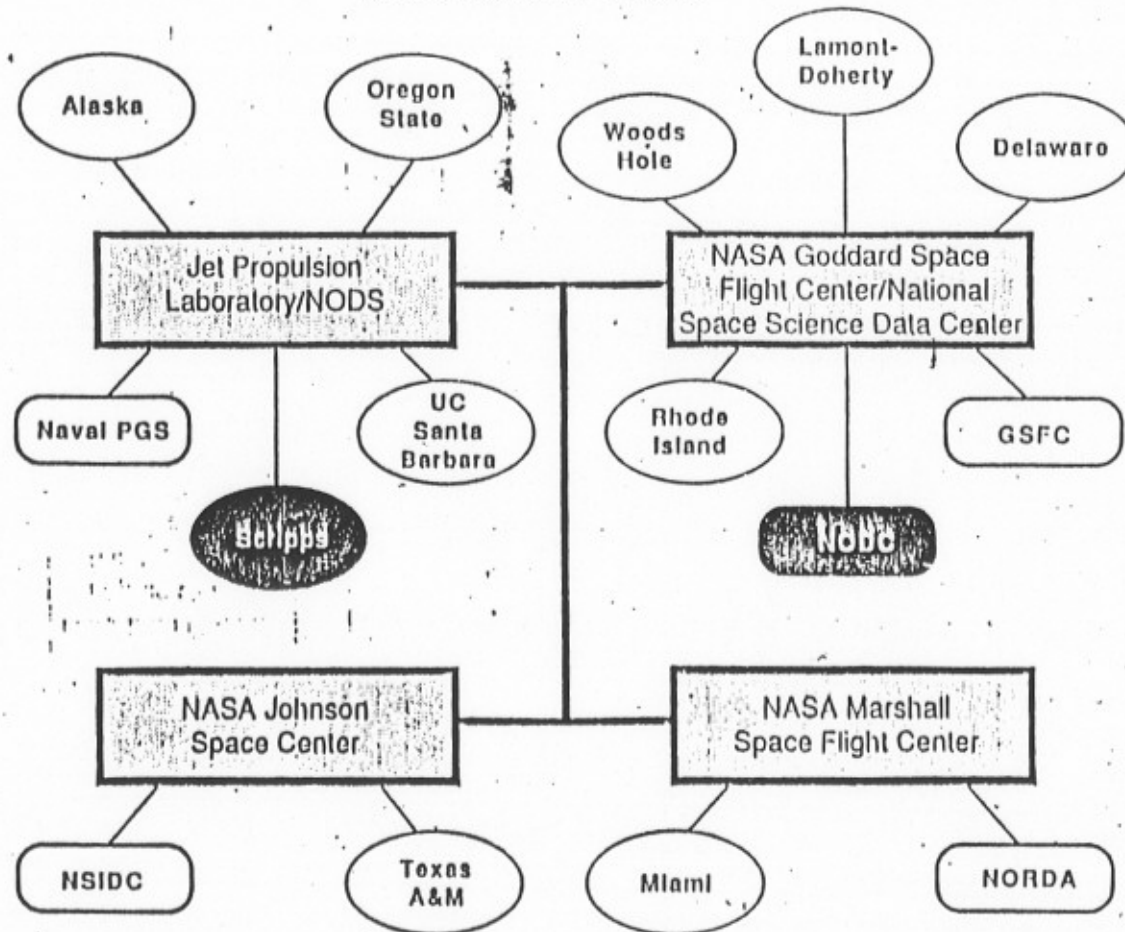 Alaska
Oregon
State
Lamont-
Doherty
Woods
Hole
Delaware
Jet Propulsion
Laboratory/NODS
NASA Goddard Space
Flight Center/National
Space Science Data Center
Naval PGS
UC
Santa
Barbara
Rhode
Island
GSFC
Scripps
NODC
NASA Johnson
Space Center
NASA Marshall
Space Flight Center
NSIDC
Texas
A&M
Miami
NORDA